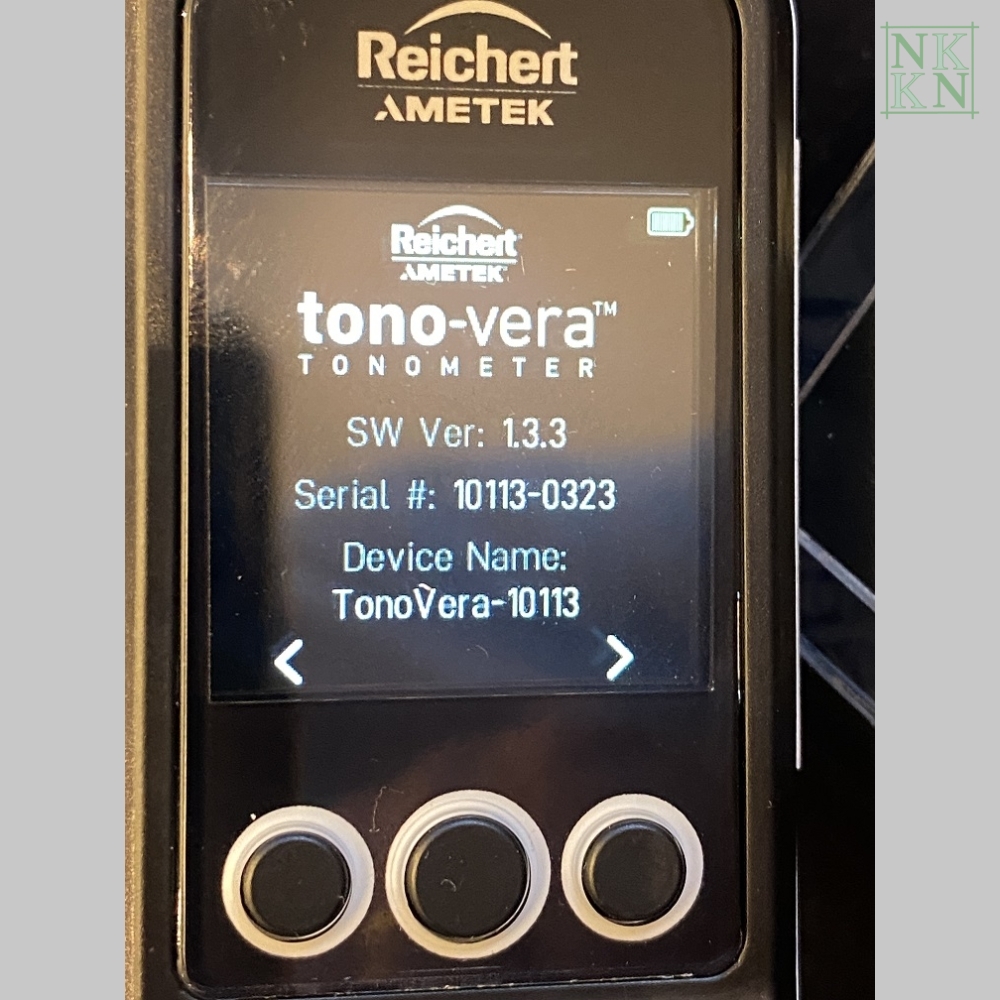 Reichert
AMETEK
NK
KN
Reichert
AMETEK
tono-vera™
TONOMETER
SW Ver: 1.3.3
Serial #: 10113-0323
Device Name:
TonoVera-10113